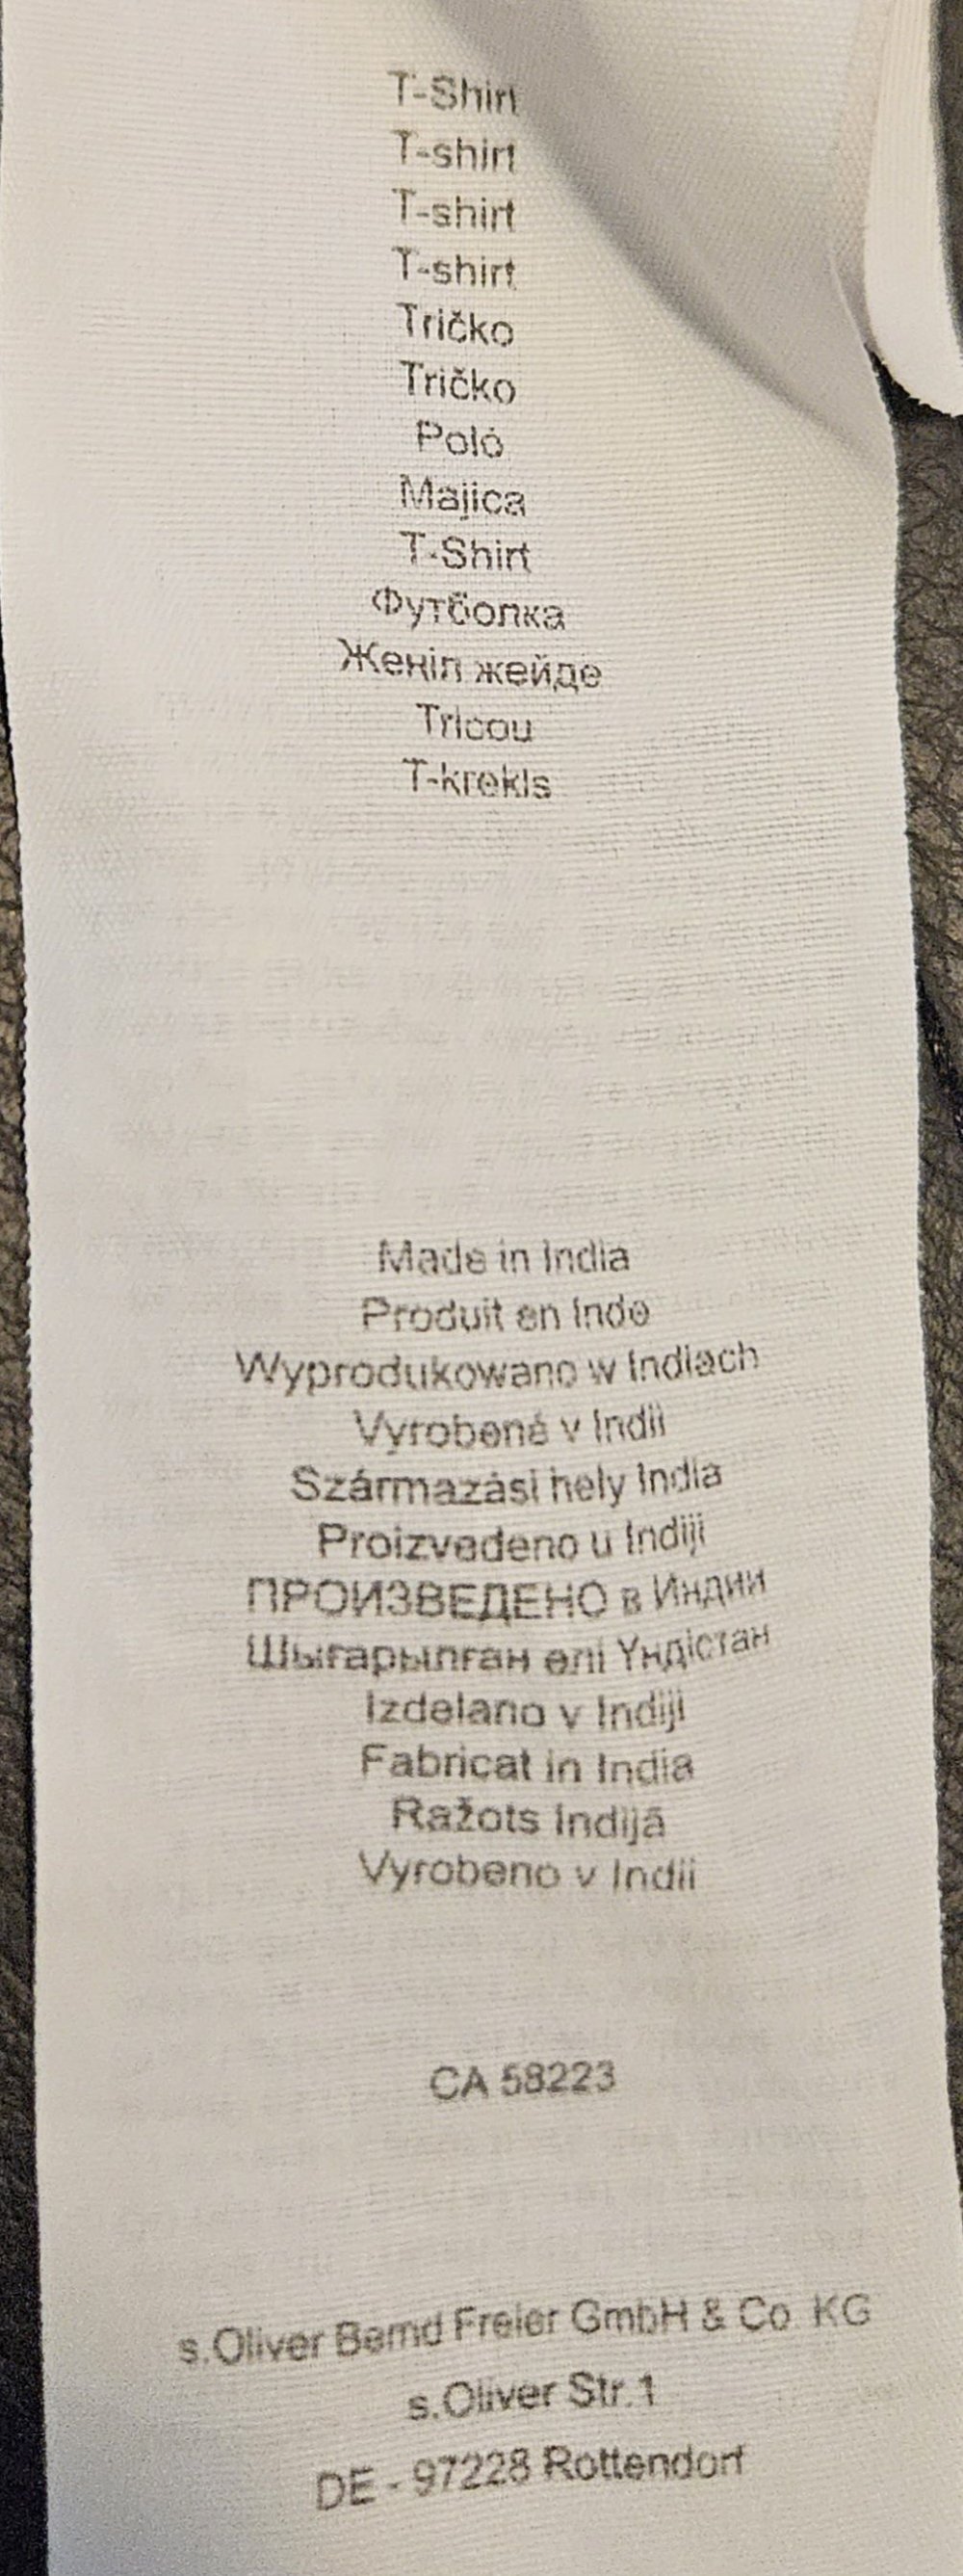 T-Shirt
T-shirt
T-shirt
T-shirt
Tričko
Tričko
Póló
Majica
T-Shirt
Футболка
Жеңіл жейде
Tricou
T-krekls
Made in India
Produit en Inde
Wyprodukowano w Indiach
Vyrobené v Indii
Származási hely India
Proizvedeno u Indiji
ПРОИЗВЕДЕНО в Индии
Шығарылған елі Үндістан
Izdelano v Indiji
Fabricat in India
Ražots Indijā
Vyrobeno v Indii
CA 58223
s.Oliver Bernd Freier GmbH & Co. KG
s.Oliver Str.1
DE - 97228 Rottendorf